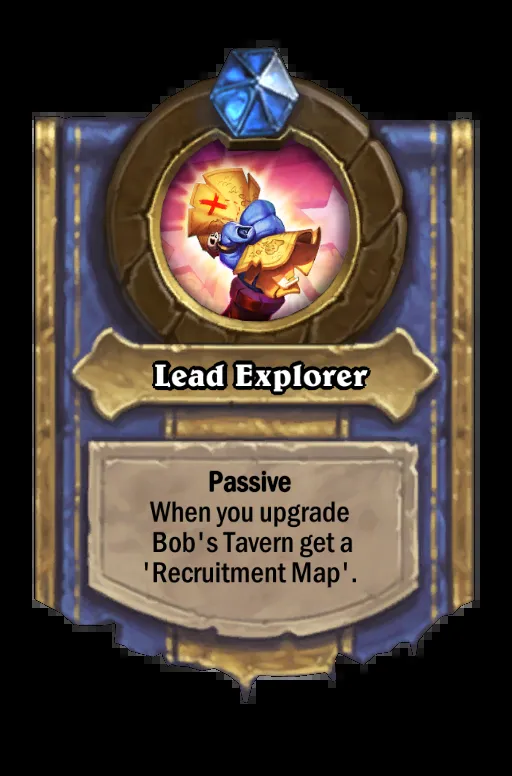 Lead Explorer
Passive
When you upgrade
Bob's Tavern get a
'Recruitment Map'.